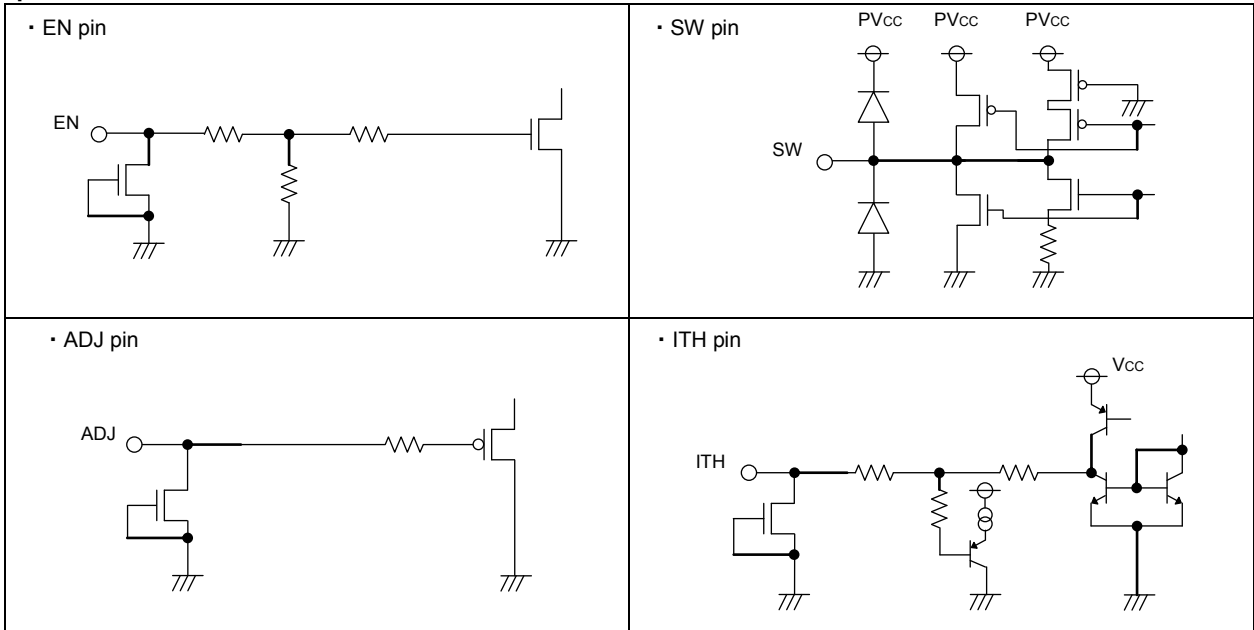 ・EN pin
EN
・SW pin
PVCC PVCC PVCC
SW
・ADJ pin
ADJ
・ITH pin
VCC
ITH